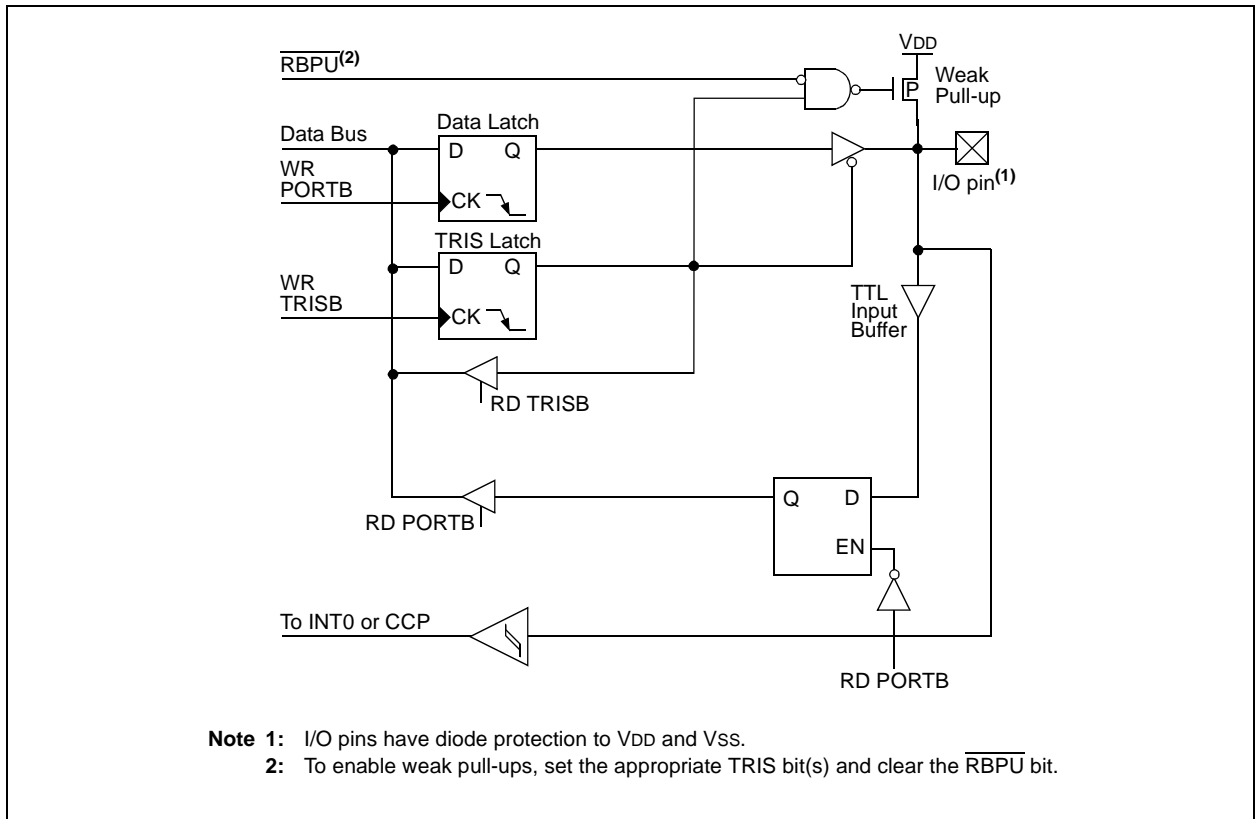 VDD
RBPU(2)
Weak
Pull-up
P
Data Bus
Data Latch
D Q
WR
PORTB
CK
I/O pin(1)
TRIS Latch
D Q
WR
TRISB
CK
TTL
Input
Buffer
RD TRISB
Q D
RD PORTB
EN
To INT0 or CCP
RD PORTB
Note 1: I/O pins have diode protection to VDD and VSS.
2: To enable weak pull-ups, set the appropriate TRIS bit(s) and clear the RBPU bit.